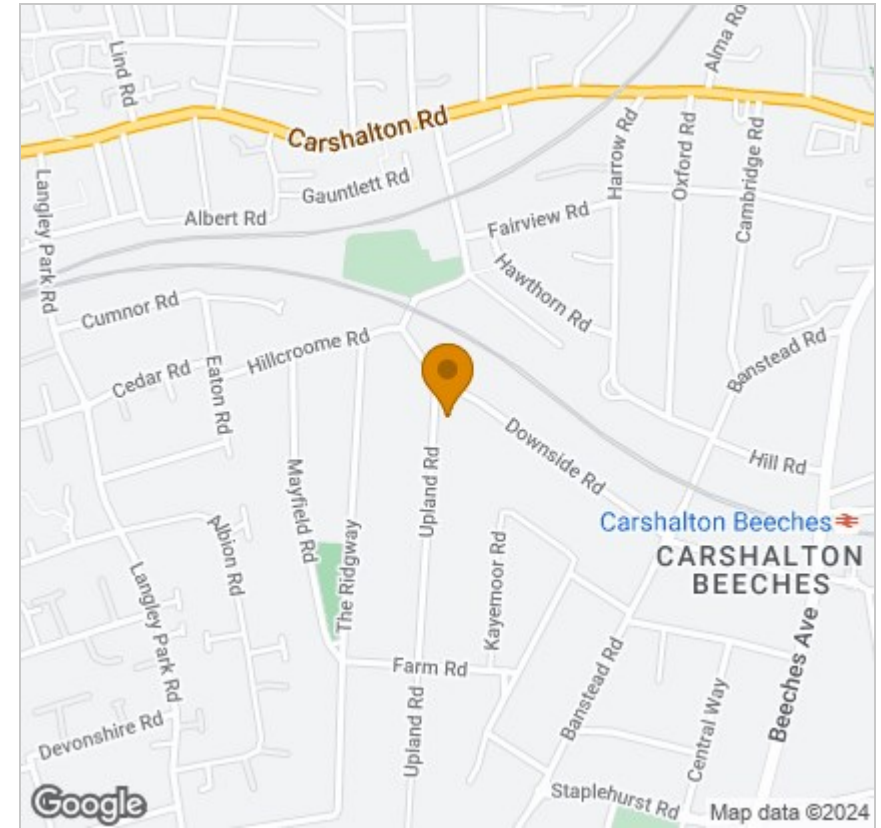 Lind Rd
Alma Ro
Carshalton Rd
Langley Park Rd
Gauntlett Rd
Albert Rd
Harrow Rd
Oxford Rd
Cambridge Rd
Fairview Rd
Hawthorn Rd
Cumnor Rd
Eaton Rd
Hillcroome Rd
Cedar Rd
Banstead Rd
Downside Rd
Hill Rd
Upland Rd
Mayfield Rd
The Ridgway
Albion Rd
Carshalton Beeches
CARSHALTON
BEECHES
Kayemoor Rd
Langley Park Rd
Farm Rd
Banstead Rd
Beeches Ave
Central Way
Upland Rd
Devonshire Rd
Staplehurst Rd
Google
Map data ©2024